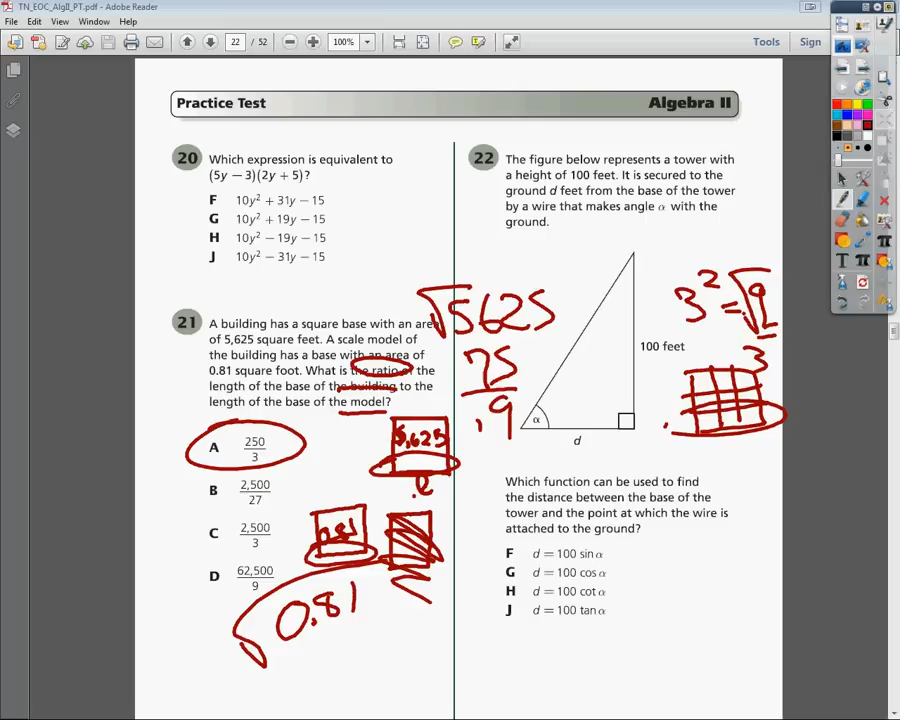 TN_EOC_AlgII_PT.pdf - Adobe Reader
File Edit View Window Help
22 / 52 100% Tools Sign
Practice Test Algebra II
20 Which expression is equivalent to
(5y – 3)(2y + 5)?
F 10y² + 31y – 15
G 10y² + 19y – 15
H 10y² – 19y – 15
J 10y² – 31y – 15
21 A building has a square base with an area
of 5,625 square feet. A scale model of
the building has a base with an area of
0.81 square foot. What is the ratio of the
length of the base of the building to the
length of the base of the model?
A 250/3
B 2,500/27
C 2,500/3
D 62,500/9
√5625
75
.9
5,625
l
0.81
√0.81
22 The figure below represents a tower with
a height of 100 feet. It is secured to the
ground d feet from the base of the tower
by a wire that makes angle α with the
ground.
3² = √9
3
100 feet
α
d
Which function can be used to find
the distance between the base of the
tower and the point at which the wire is
attached to the ground?
F d = 100 sin α
G d = 100 cos α
H d = 100 cot α
J d = 100 tan α